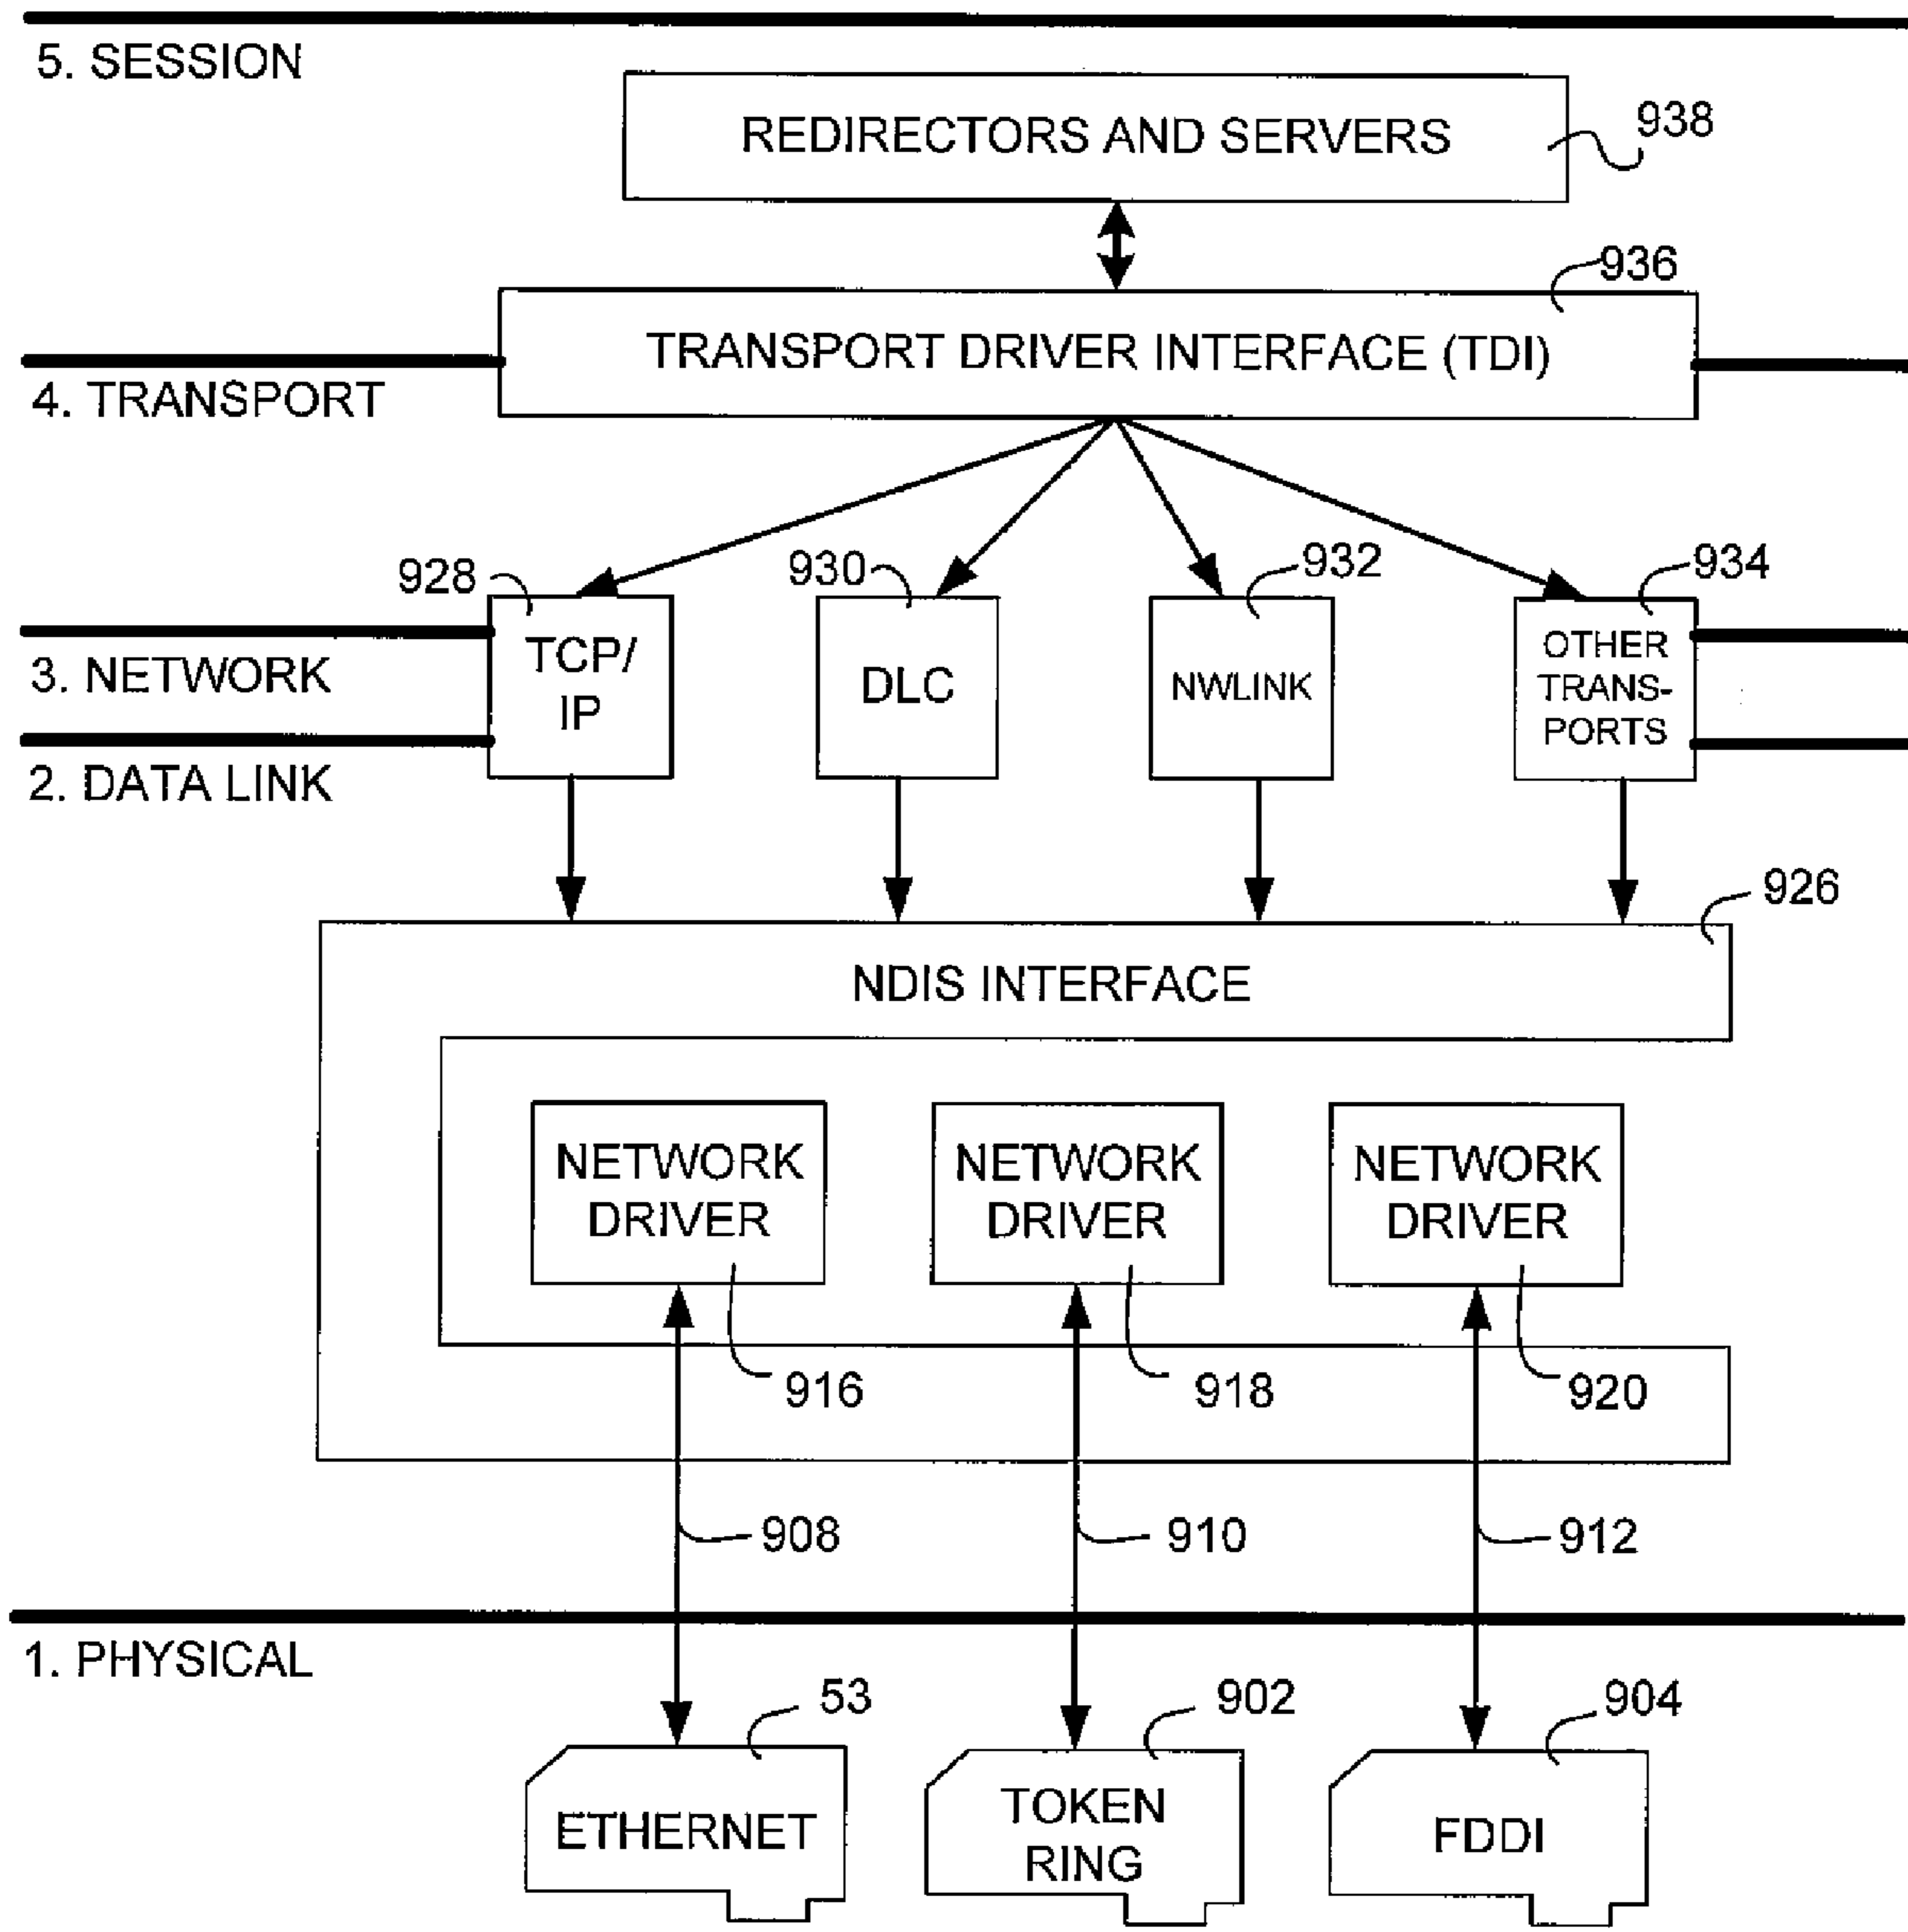 5. SESSION
REDIRECTORS AND SERVERS
938
936
TRANSPORT DRIVER INTERFACE (TDI)
4. TRANSPORT
928
930
932
934
3. NETWORK
TCP/
IP
DLC
NWLINK
OTHER
TRANS-
PORTS
2. DATA LINK
926
NDIS INTERFACE
NETWORK
DRIVER
NETWORK
DRIVER
NETWORK
DRIVER
916
918
920
908
910
912
1. PHYSICAL
53
902
904
ETHERNET
TOKEN
RING
FDDI